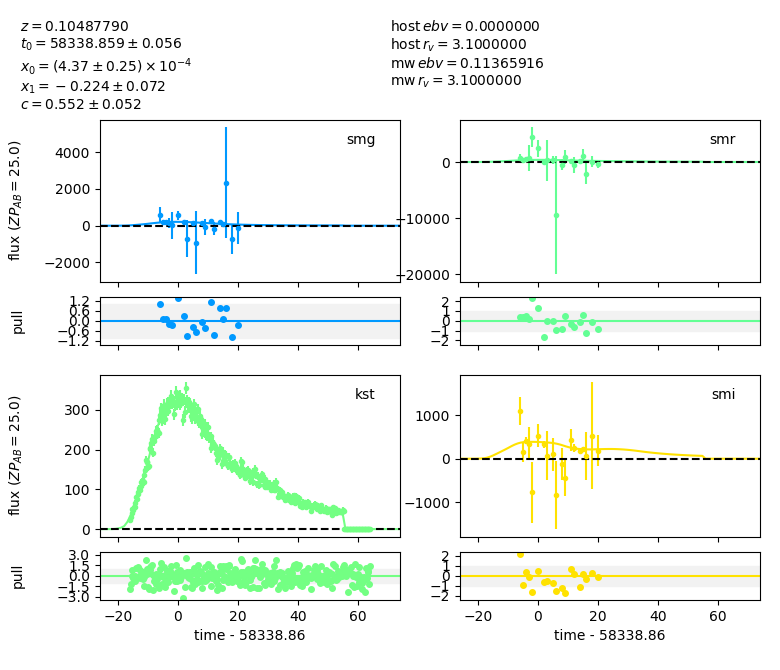 z = 0.10487790
t₀ = 58338.859 ± 0.056
x₀ = (4.37 ± 0.25) × 10⁻⁴
x₁ = −0.224 ± 0.072
c = 0.552 ± 0.052
host ebv = 0.0000000
host rᵥ = 3.1000000
mw ebv = 0.11365916
mw rᵥ = 3.1000000
flux (ZP_AB = 25.0)
4000
2000
0
−2000
smg
0
−10000
−20000
smr
pull
1.2
0.6
0.0
−0.6
−1.2
2
1
0
−1
−2
flux (ZP_AB = 25.0)
300
200
100
0
kst
1000
0
−1000
smi
pull
3.0
1.5
0.0
−1.5
−3.0
2
1
0
−1
−2
−20 0 20 40 60
time - 58338.86
−20 0 20 40 60
time - 58338.86